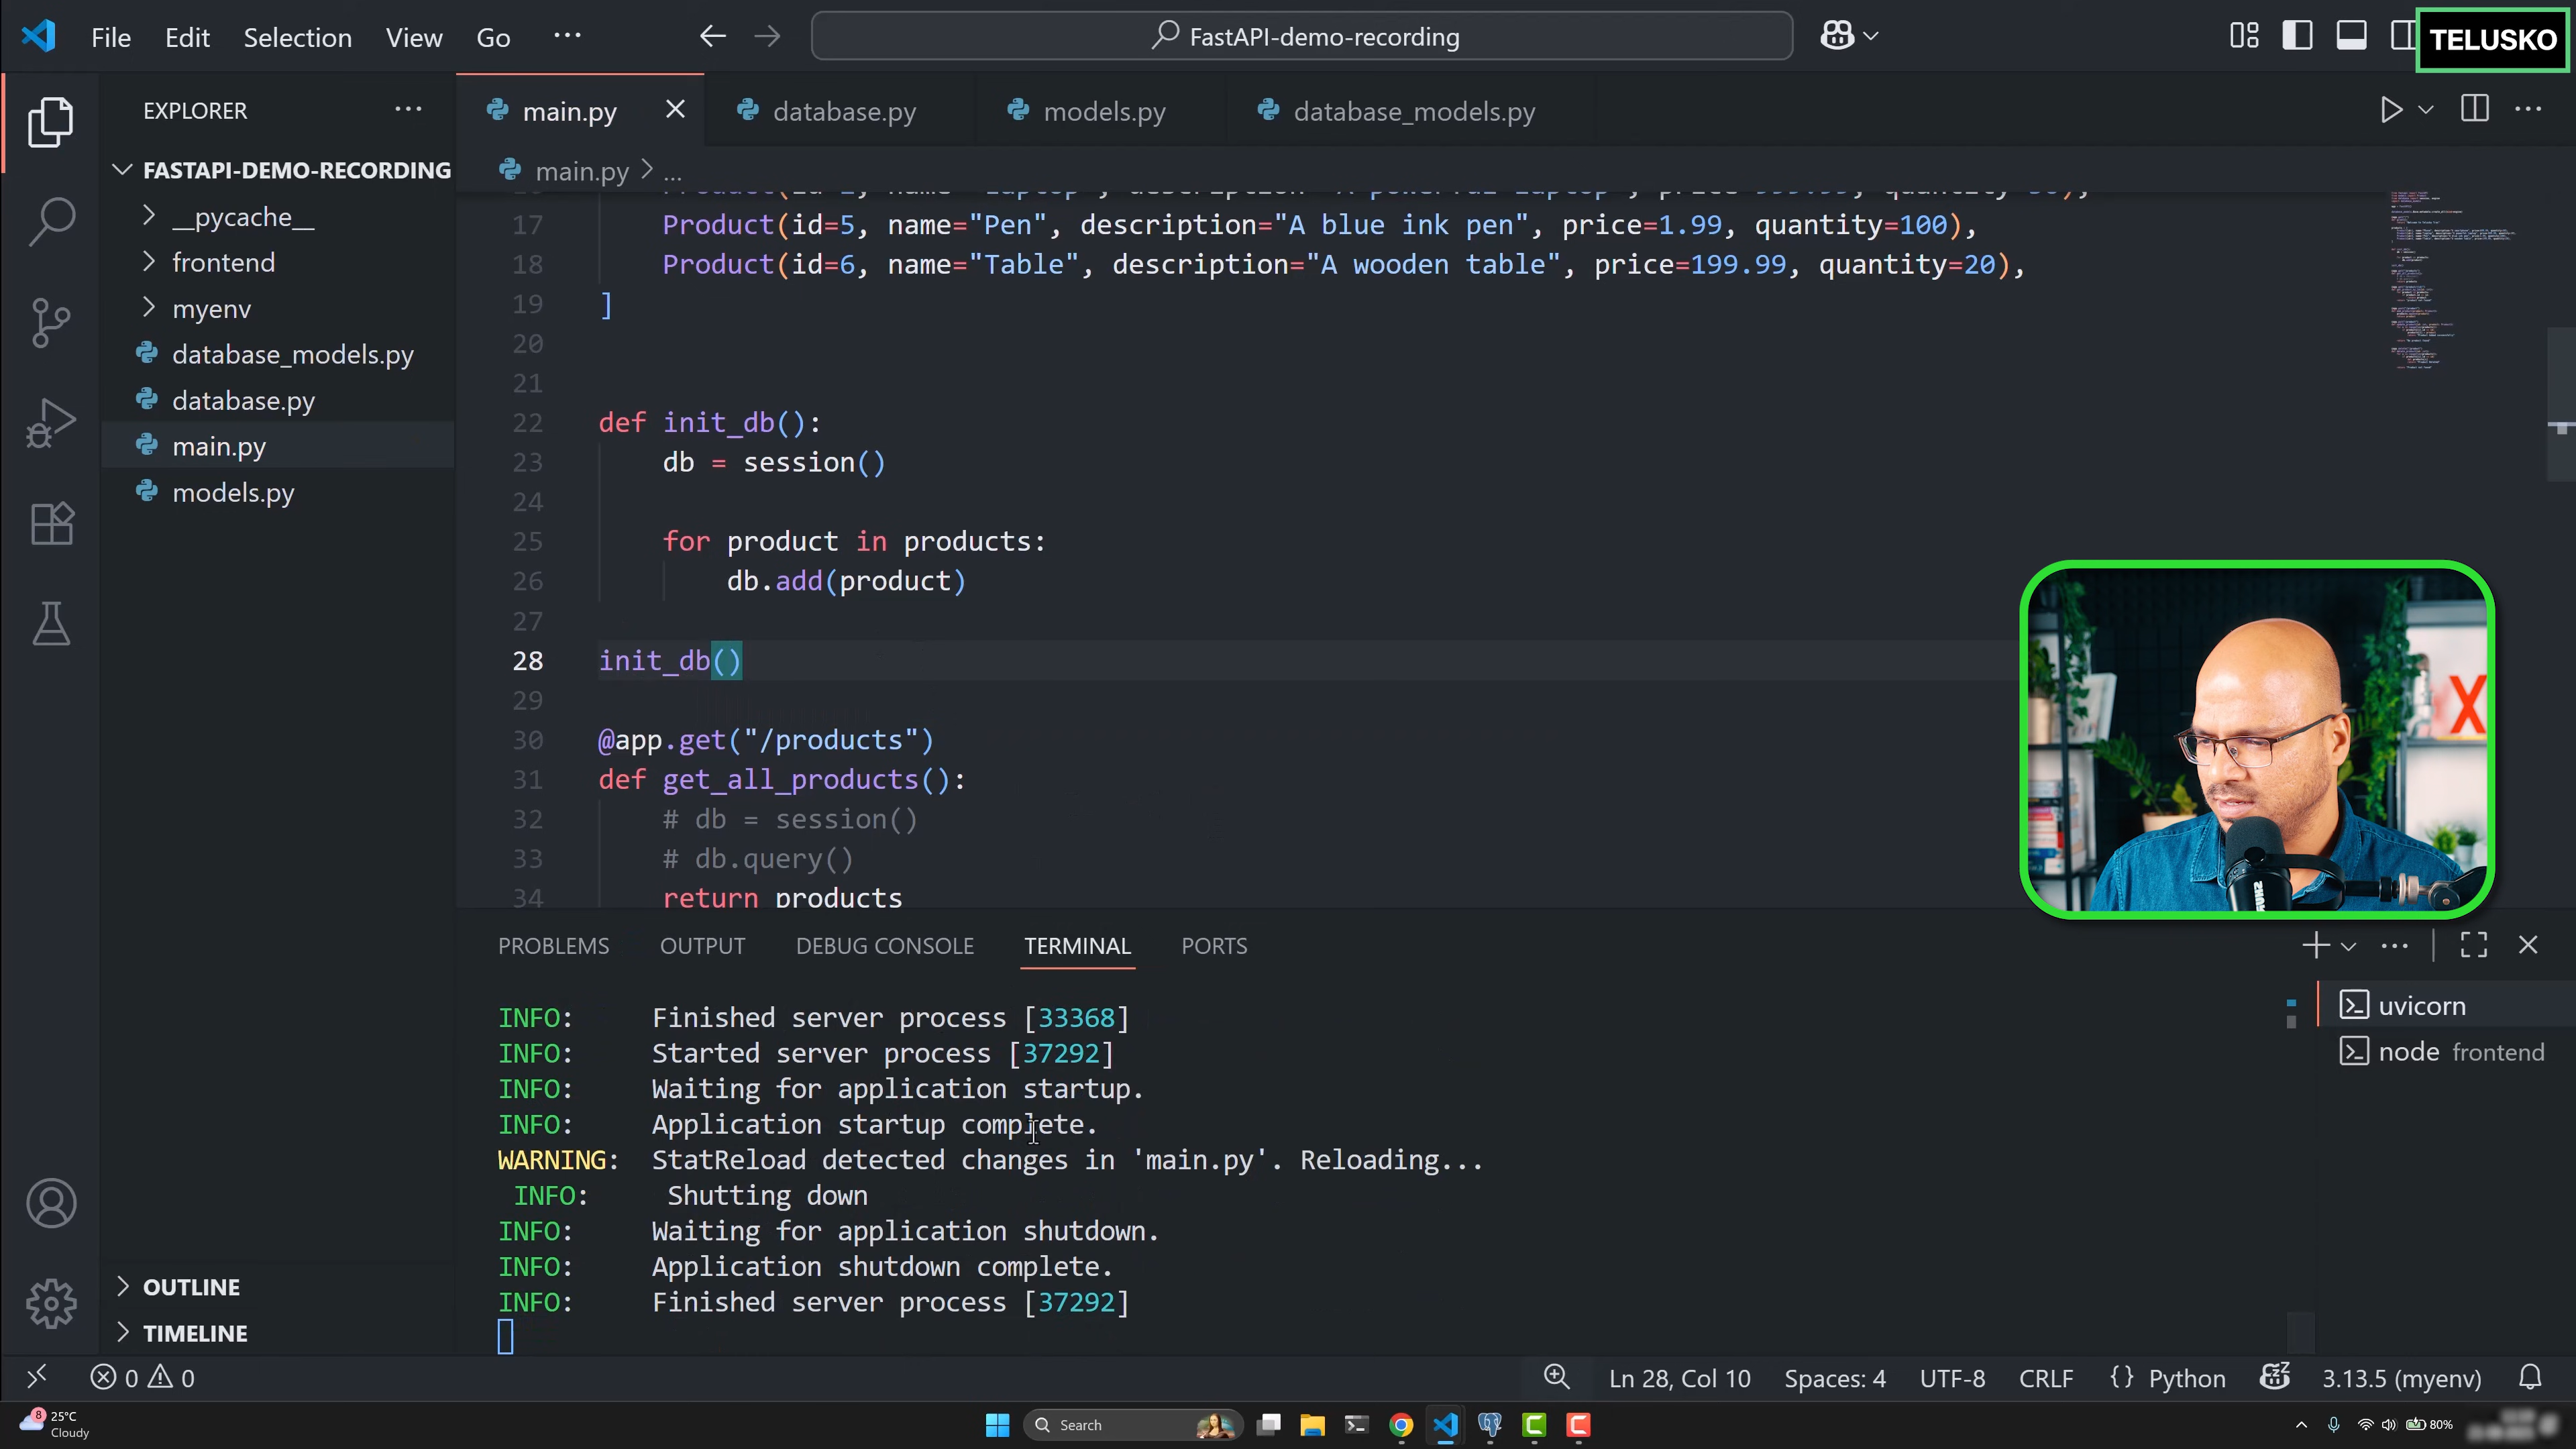 File Edit Selection View Go ... FastAPI-demo-recording
TELUSKO
EXPLORER ...
FASTAPI-DEMO-RECORDING
__pycache__
frontend
myenv
database_models.py
database.py
main.py
models.py
OUTLINE
TIMELINE
main.py database.py models.py database_models.py
main.py > ...
17 Product(id=5, name="Pen", description="A blue ink pen", price=1.99, quantity=100),
18 Product(id=6, name="Table", description="A wooden table", price=199.99, quantity=20),
19 ]
20
21
22 def init_db():
23 db = session()
24
25 for product in products:
26 db.add(product)
27
28 init_db()
29
30 @app.get("/products")
31 def get_all_products():
32 # db = session()
33 # db.query()
34 return products
PROBLEMS OUTPUT DEBUG CONSOLE TERMINAL PORTS
INFO: Finished server process [33368]
INFO: Started server process [37292]
INFO: Waiting for application startup.
INFO: Application startup complete.
WARNING: StatReload detected changes in 'main.py'. Reloading...
INFO: Shutting down
INFO: Waiting for application shutdown.
INFO: Application shutdown complete.
INFO: Finished server process [37292]
uvicorn
node frontend
0 0 Ln 28, Col 10 Spaces: 4 UTF-8 CRLF {} Python 3.13.5 (myenv)
8
25°C
Cloudy
Search
80%